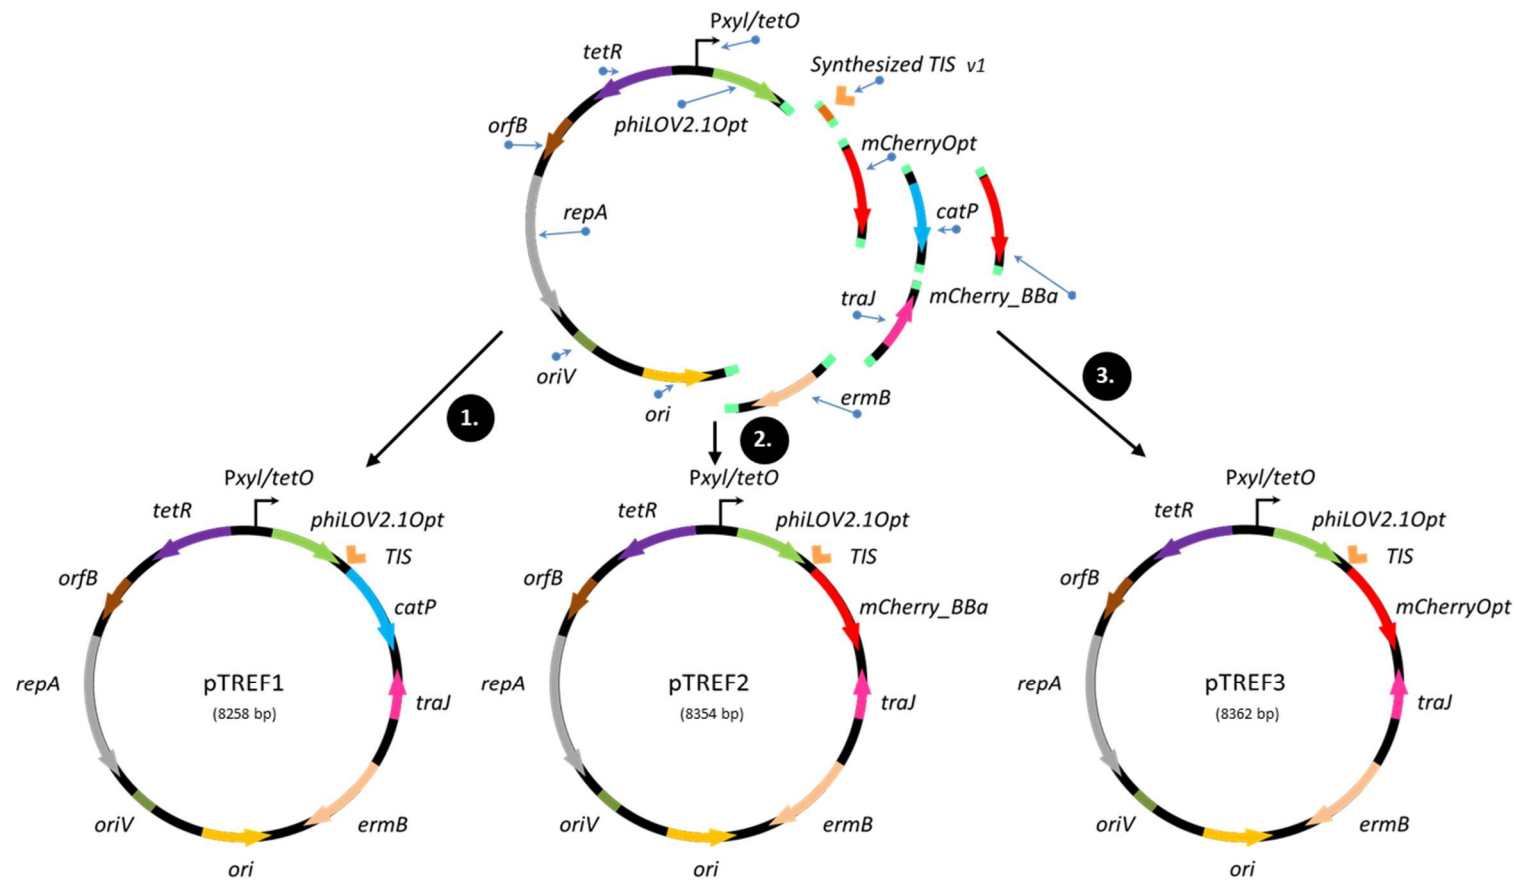 Pxyl/tetO
tetR
Synthesized TIS v1
phiLOV2.1Opt
orfB
mCherryOpt
repA
catP
traJ
mCherry_BBa
oriV
ori
ermB
1.
2.
3.
Pxyl/tetO
tetR
phiLOV2.1Opt
TIS
orfB
catP
repA
pTREF1
(8258 bp)
traJ
oriV
ermB
ori
Pxyl/tetO
tetR
phiLOV2.1Opt
TIS
orfB
mCherry_BBa
repA
pTREF2
(8354 bp)
traJ
oriV
ermB
ori
Pxyl/tetO
tetR
phiLOV2.1Opt
TIS
orfB
mCherryOpt
repA
pTREF3
(8362 bp)
traJ
oriV
ermB
ori